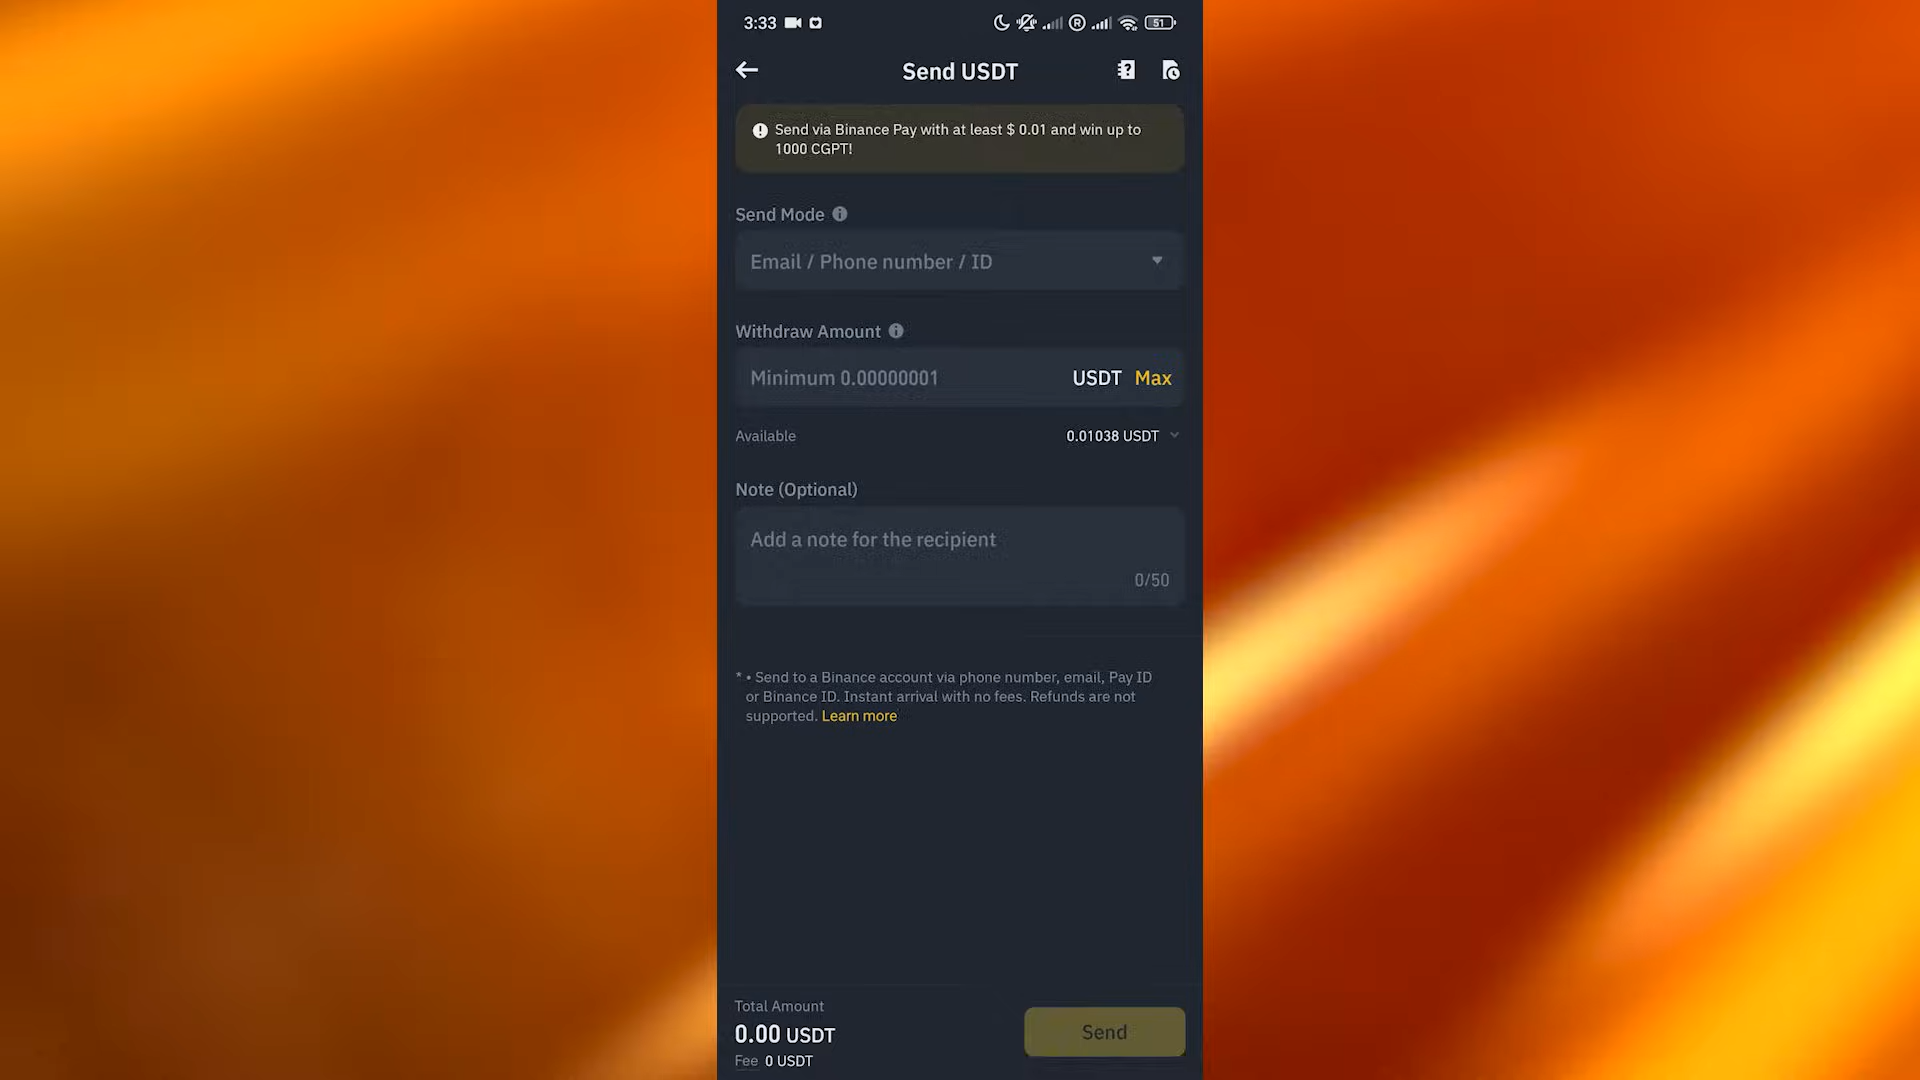 3:33
51
Send USDT
Send via Binance Pay with at least $ 0.01 and win up to
1000 CGPT!
Send Mode
Email / Phone number / ID
Withdraw Amount
Minimum 0.00000001 USDT Max
Available 0.01038 USDT
Note (Optional)
Add a note for the recipient
0/50
* • Send to a Binance account via phone number, email, Pay ID
or Binance ID. Instant arrival with no fees. Refunds are not
supported. Learn more
Total Amount
0.00 USDT
Send
Fee 0 USDT